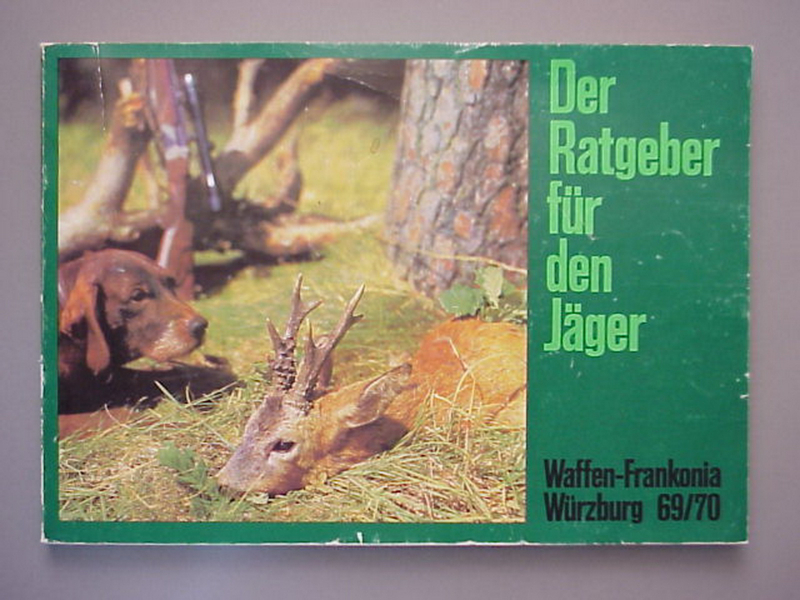 Der
Ratgeber
für
den
Jäger
Waffen-Frankonia
Würzburg 69/70